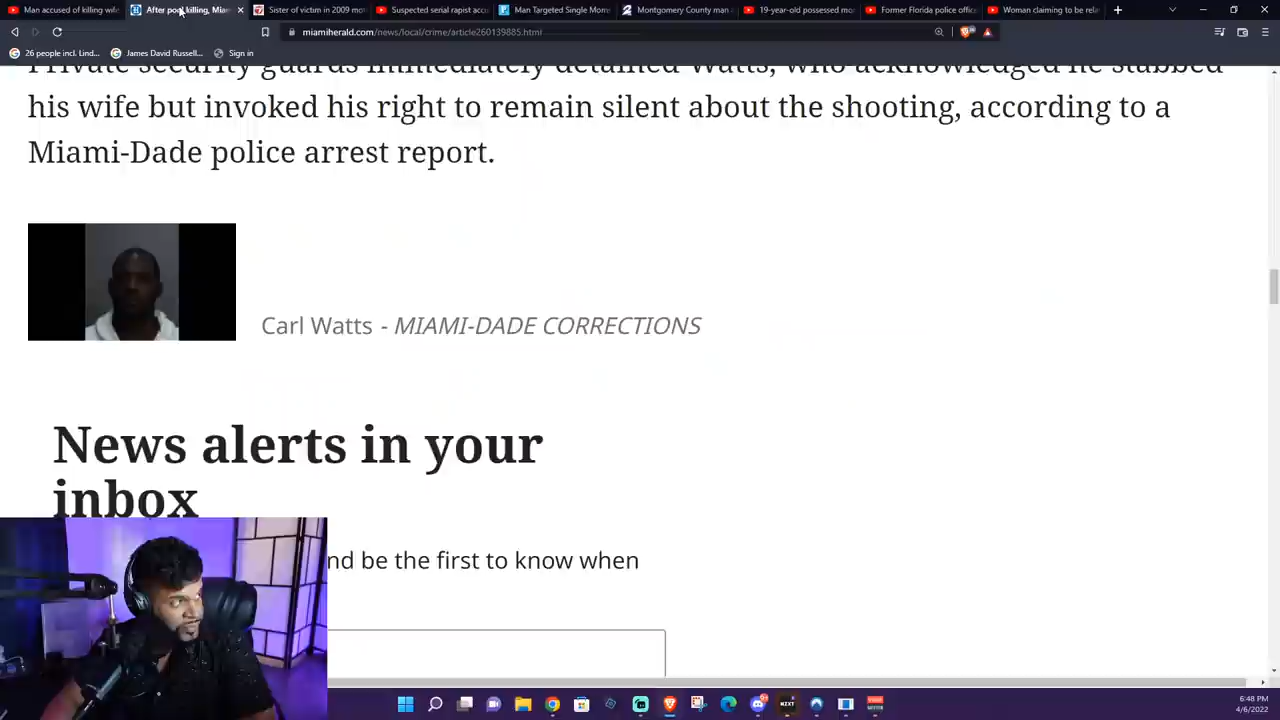 Man accused of killing wife
After pool killing, Miam
Sister of victim in 2009 mot
Suspected serial rapist accu
Man Targeted Single Mome
Montgomery County man a
19-year-old possessed mor
Former Florida police office
Woman claiming to be rela
miamiherald.com/news/local/crime/article260139885.html
26 people incl. Lind...
James David Russell...
Sign in
Private security guards immediately detained Watts, who acknowledged he stabbed
his wife but invoked his right to remain silent about the shooting, according to a
Miami-Dade police arrest report.
Carl Watts - MIAMI-DADE CORRECTIONS
News alerts in your
inbox
nd be the first to know when
6:48 PM
4/6/2022